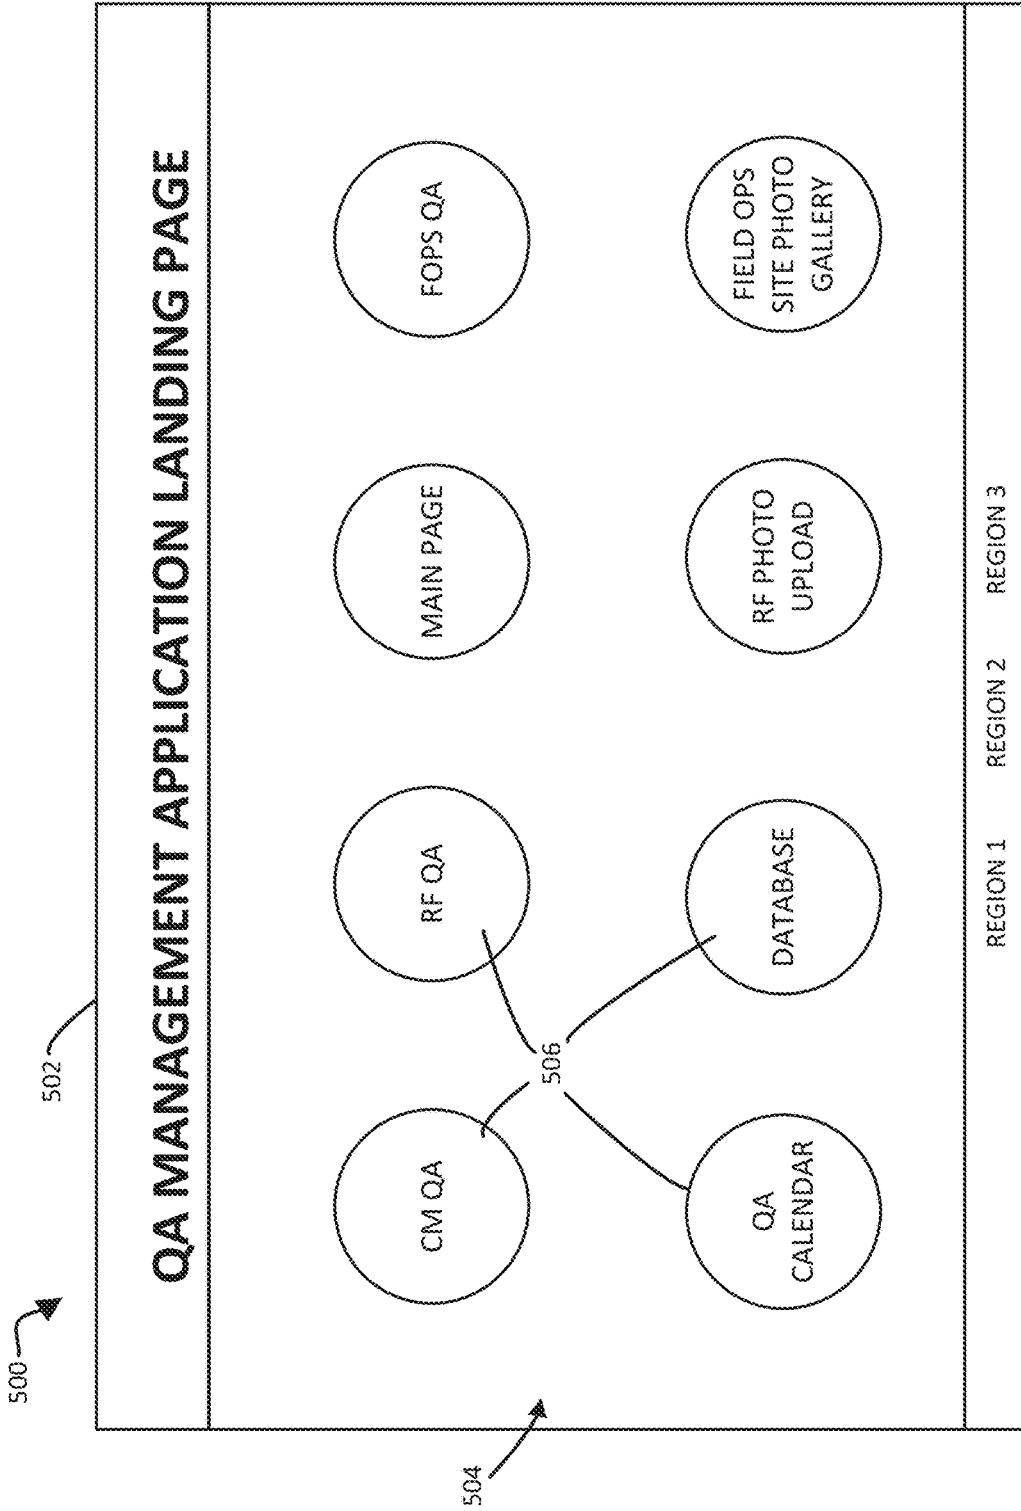 500
502
QA MANAGEMENT APPLICATION LANDING PAGE
504
CM QA
RF QA
MAIN PAGE
FOPS QA
506
QA
CALENDAR
DATABASE
RF PHOTO
UPLOAD
FIELD OPS
SITE PHOTO
GALLERY
REGION 1
REGION 2
REGION 3